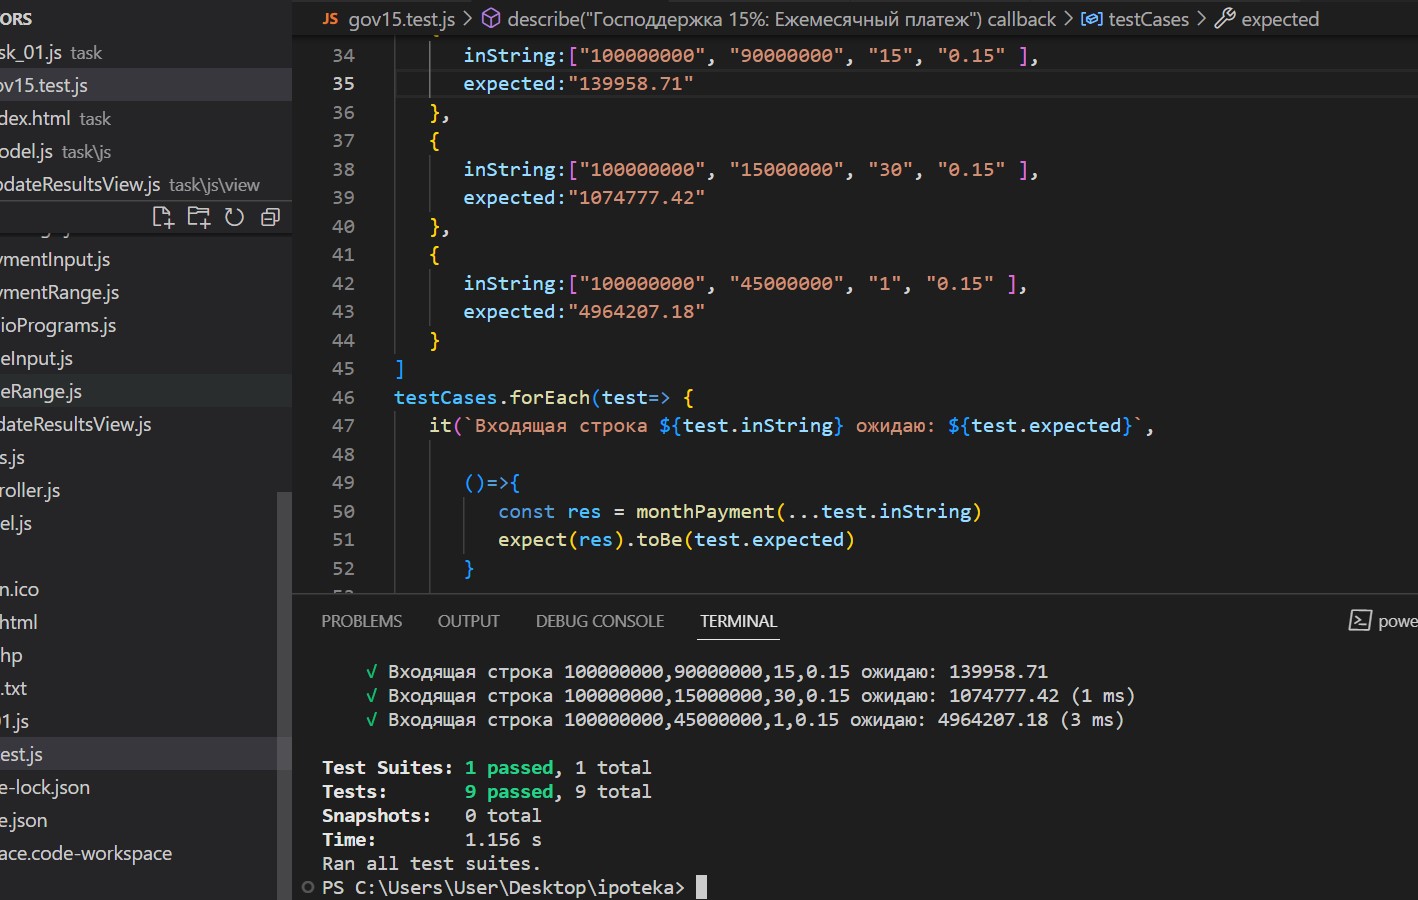 ORS
sk_01.js task
ov15.test.js
dex.html task
odel.js task\js
pdateResultsView.js task\js\view
ymentInput.js
ymentRange.js
ioPrograms.js
eInput.js
eRange.js
dateResultsView.js
s.js
roller.js
el.js
n.ico
html
hp
.txt
1.js
est.js
e-lock.json
e.json
ace.code-workspace
JS gov15.test.js > describe("Господдержка 15%: Ежемесячный платеж") callback > testCases > expected
34 inString:["100000000", "90000000", "15", "0.15" ],
35 expected:"139958.71"
36 },
37 {
38 inString:["100000000", "15000000", "30", "0.15" ],
39 expected:"1074777.42"
40 },
41 {
42 inString:["100000000", "45000000", "1", "0.15" ],
43 expected:"4964207.18"
44 }
45 ]
46 testCases.forEach(test=> {
47 it(`Входящая строка ${test.inString} ожидаю: ${test.expected}`,
48
49 ()=>{
50 const res = monthPayment(...test.inString)
51 expect(res).toBe(test.expected)
52 }
PROBLEMS OUTPUT DEBUG CONSOLE TERMINAL powe
√ Входящая строка 100000000,90000000,15,0.15 ожидаю: 139958.71
√ Входящая строка 100000000,15000000,30,0.15 ожидаю: 1074777.42 (1 ms)
√ Входящая строка 100000000,45000000,1,0.15 ожидаю: 4964207.18 (3 ms)
Test Suites: 1 passed, 1 total
Tests: 9 passed, 9 total
Snapshots: 0 total
Time: 1.156 s
Ran all test suites.
PS C:\Users\User\Desktop\ipoteka>